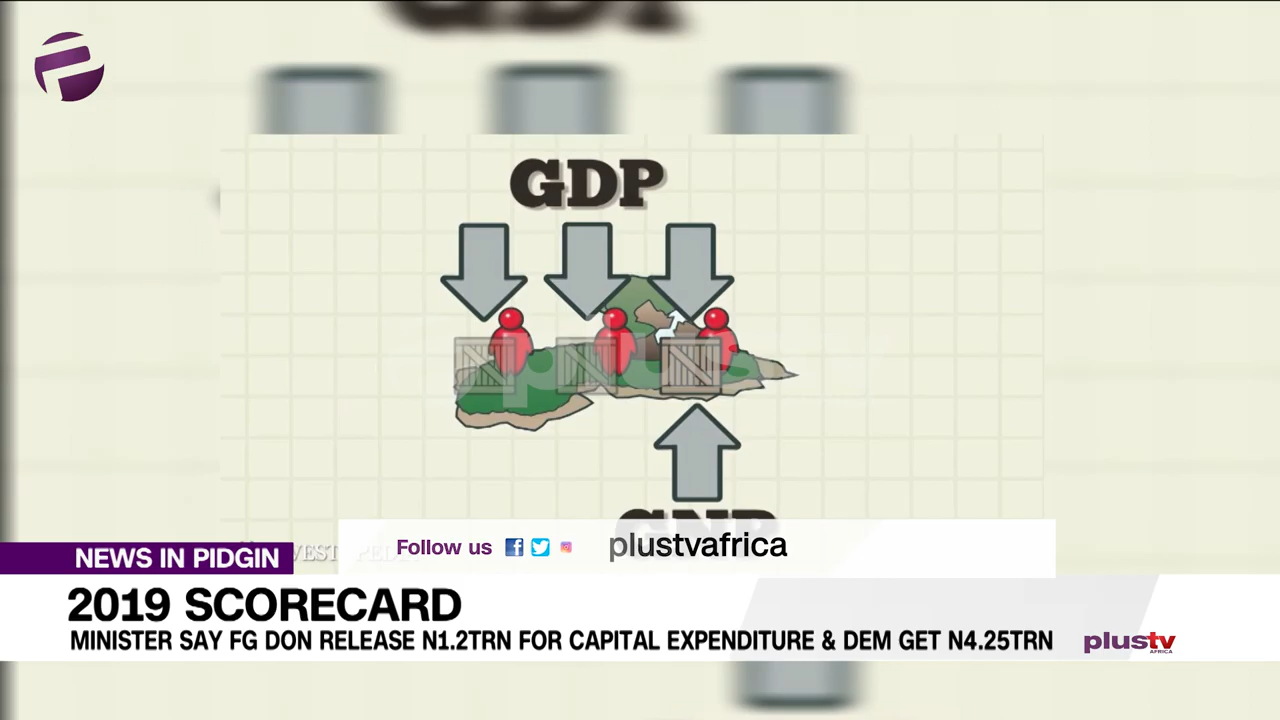 GDP
GNP
Follow us
plustvafrica
NEWS IN PIDGIN
2019 SCORECARD
MINISTER SAY FG DON RELEASE N1.2TRN FOR CAPITAL EXPENDITURE & DEM GET N4.25TRN
plustv
AFRICA